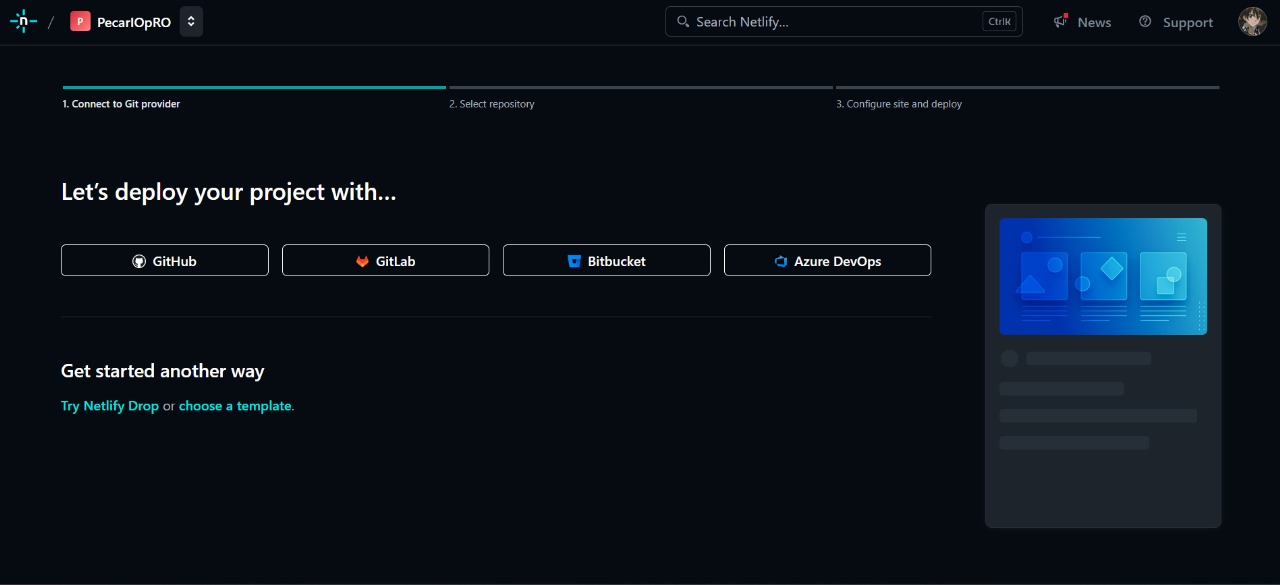 n / P PecarlOpRO
Search Netlify... CtrlK
News
Support
1. Connect to Git provider
2. Select repository
3. Configure site and deploy
Let's deploy your project with...
GitHub
GitLab
Bitbucket
Azure DevOps
Get started another way
Try Netlify Drop or choose a template.